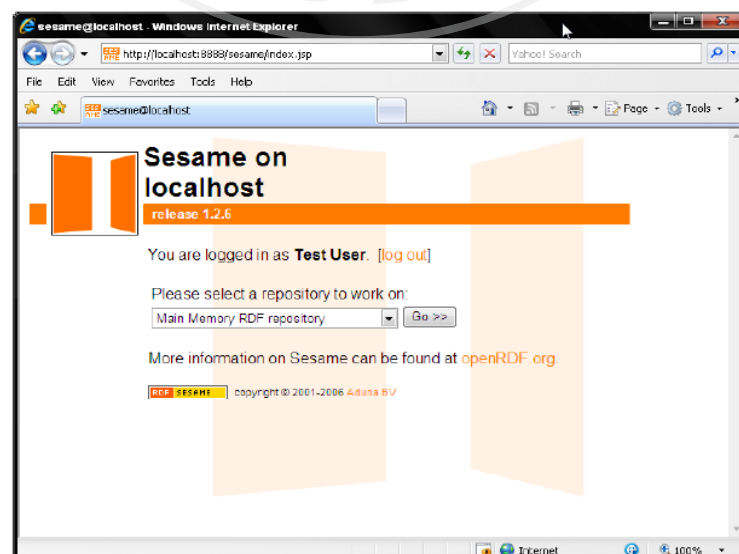 sesame@localhost - Windows Internet Explorer
http://localhost:8888/sesame/index.jsp
Yahoo! Search
File Edit View Favorites Tools Help
sesame@localhost
Page
Tools
Sesame on
localhost
release 1.2.6
You are logged in as Test User. [log out]
Please select a repository to work on:
Main Memory RDF repository
Go >>
More information on Sesame can be found at openRDF.org.
RDF SESAME copyright © 2001-2006 Aduna BV
Internet
100%